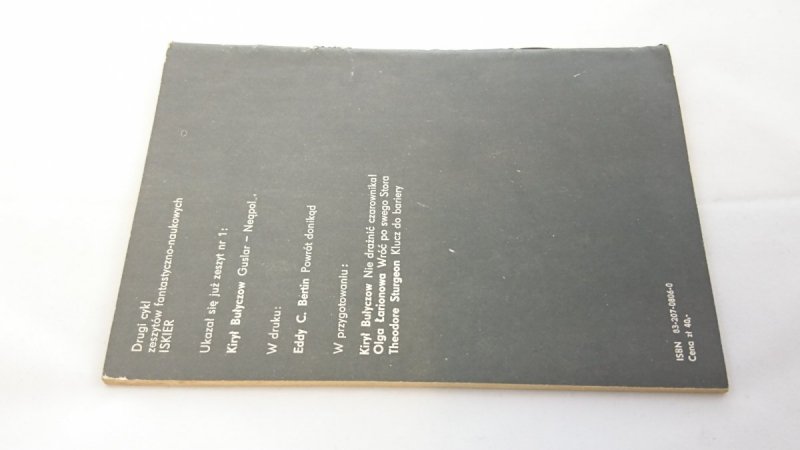 Drugi cykl
zeszytów fantastyczno-naukowych
ISKIER
Ukazał się już zeszyt nr 1:
Kirył Bułyczow Guslar – Neapol..
W druku:
Eddy C. Bertin Powrót donikąd
W przygotowaniu:
Kirył Bułyczow Nie drażnić czarownika!
Olga Łarionowa Wróć po swego Stora
Theodore Sturgeon Klucz do bariery
ISBN 83-207-0806-0
Cena zł 40,-